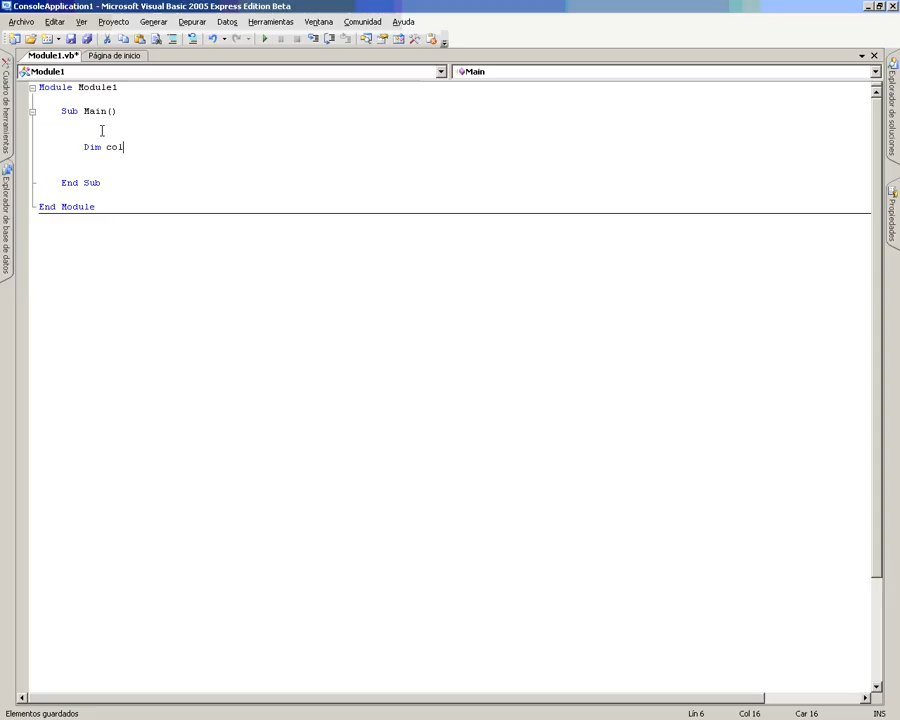 ConsoleApplication1 - Microsoft Visual Basic 2005 Express Edition Beta
Archivo Editar Ver Proyecto Generar Depurar Datos Herramientas Ventana Comunidad Ayuda
Module1.vb* Página de inicio
Module1 Main
Module Module1
Sub Main()
Dim col
End Sub
End Module
Cuadro de herramientas
Explorador de base de datos
Explorador de soluciones
Propiedades
Elementos guardados Lín 6 Col 16 Car 16 INS